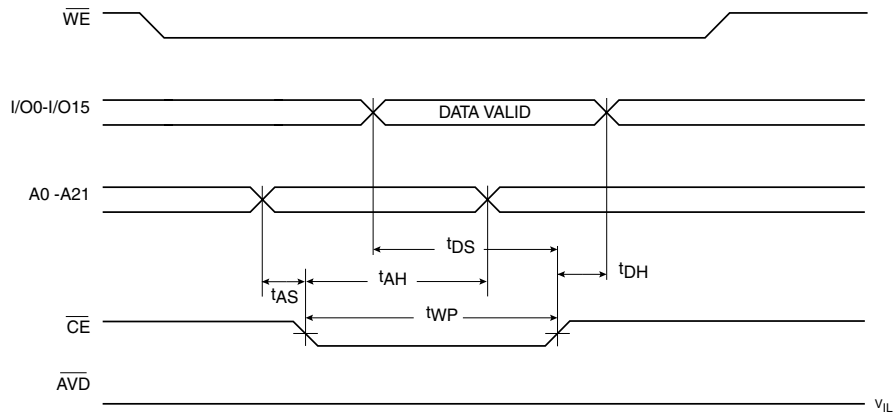 WE
I/O0-I/O15
DATA VALID
A0 -A21
tDS
tDH
tAH
tAS
tWP
CE
AVD
VIL